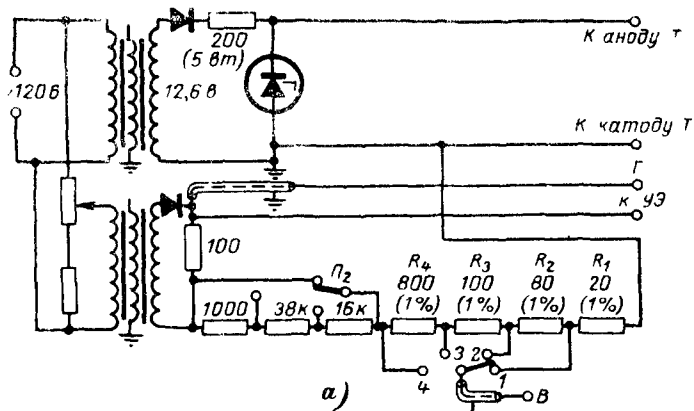 К аноду Т
200
(5 вт)
~120в
12,6 в
К катоду Т
Г
к УЭ
100
П2
R4
800
(1%)
R3
100
(1%)
R2
80
(1%)
R1
20
(1%)
1000
38к
16к
3
2
1
4
В
а)